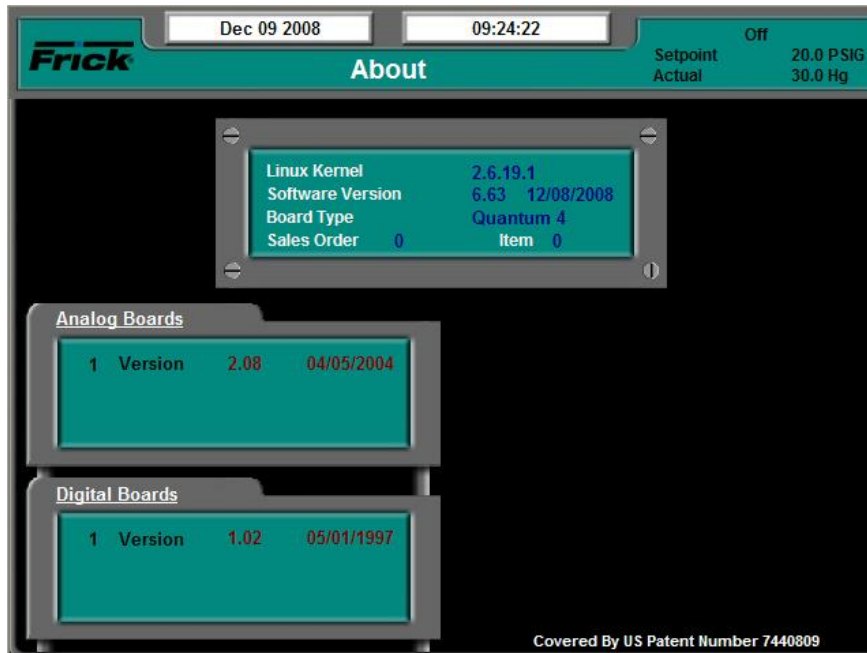 Frick
Dec 09 2008 09:24:22
About
Off
Setpoint 20.0 PSIG
Actual 30.0 Hg
Linux Kernel 2.6.19.1
Software Version 6.63 12/08/2008
Board Type Quantum 4
Sales Order 0 Item 0
Analog Boards
1 Version 2.08 04/05/2004
Digital Boards
1 Version 1.02 05/01/1997
Covered By US Patent Number 7440809